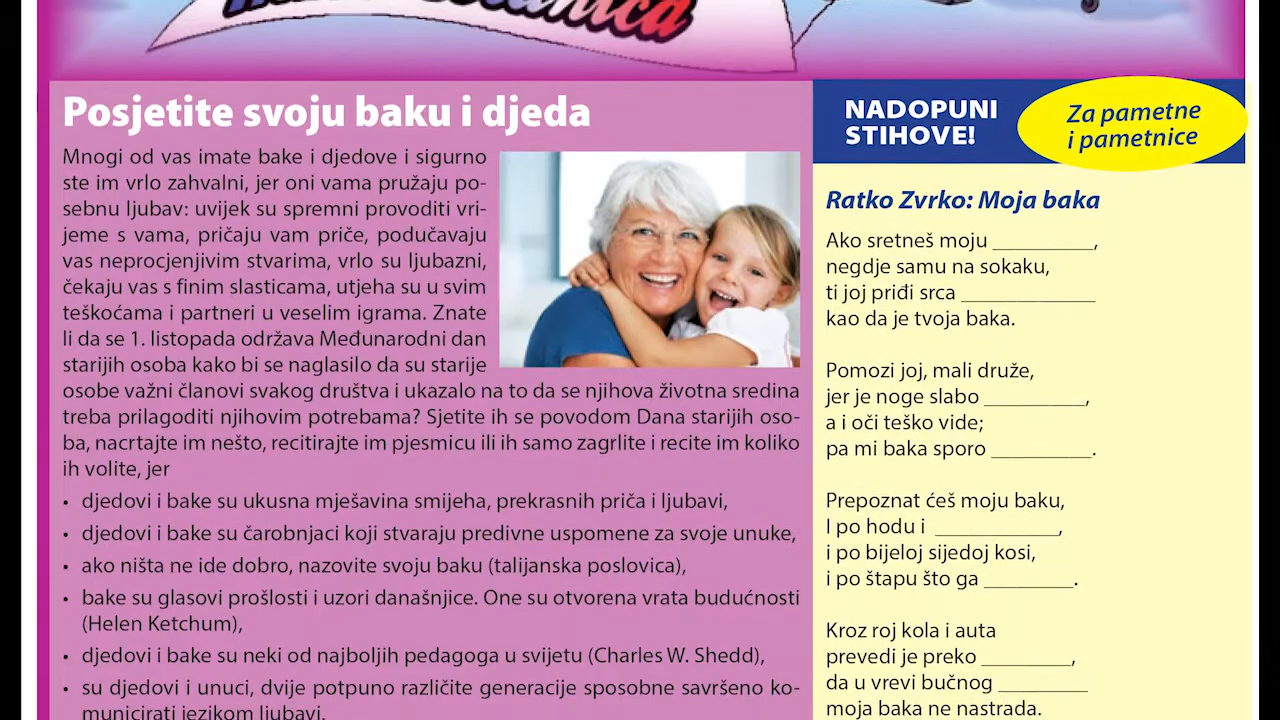 Posjetite svoju baku i djeda
Mnogi od vas imate bake i djedove i sigurno
ste im vrlo zahvalni, jer oni vama pružaju po-
sebnu ljubav: uvijek su spremni provoditi vri-
jeme s vama, pričaju vam priče, podučavaju
vas neprocjenjivim stvarima, vrlo su ljubazni,
čekaju vas s finim slasticama, utjeha su u svim
teškoćama i partneri u veselim igrama. Znate
li da se 1. listopada održava Međunarodni dan
starijih osoba kako bi se naglasilo da su starije
osobe važni članovi svakog društva i ukazalo na to da se njihova životna sredina
treba prilagoditi njihovim potrebama? Sjetite ih se povodom Dana starijih oso-
ba, nacrtajte im nešto, recitirajte im pjesmicu ili ih samo zagrlite i recite im koliko
ih volite, jer
• djedovi i bake su ukusna mješavina smijeha, prekrasnih priča i ljubavi,
• djedovi i bake su čarobnjaci koji stvaraju predivne uspomene za svoje unuke,
• ako ništa ne ide dobro, nazovite svoju baku (talijanska poslovica),
• bake su glasovi prošlosti i uzori današnjice. One su otvorena vrata budućnosti
(Helen Ketchum),
• djedovi i bake su neki od najboljih pedagoga u svijetu (Charles W. Shedd),
• su djedovi i unuci, dvije potpuno različite generacije sposobne savršeno ko-
municirati jezikom ljubavi.
NADOPUNI
STIHOVE!
Za pametne
i pametnice
Ratko Zvrko: Moja baka
Ako sretneš moju __________,
negdje samu na sokaku,
ti joj priđi srca _____________
kao da je tvoja baka.
Pomozi joj, mali druže,
jer je noge slabo __________,
a i oči teško vide;
pa mi baka sporo __________.
Prepoznat ćeš moju baku,
I po hodu i ____________,
i po bijeloj sijedoj kosi,
i po štapu što ga _________.
Kroz roj kola i auta
prevedi je preko _________,
da u vrevi bučnog _________
moja baka ne nastrada.